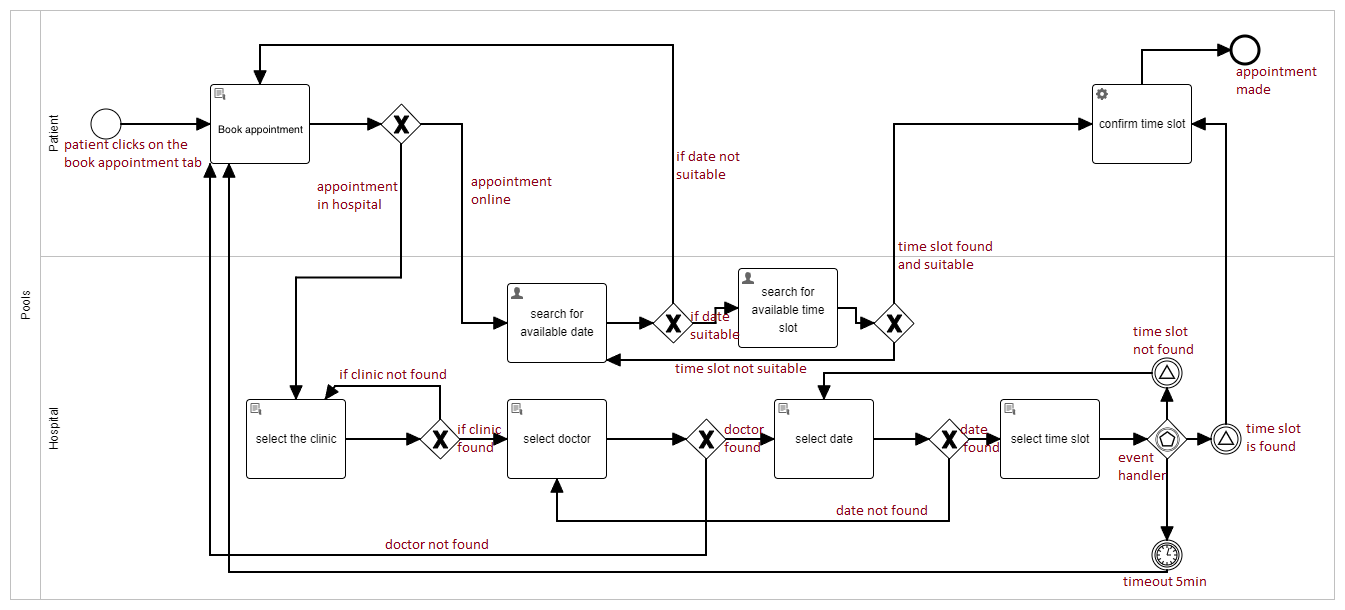 Pools
Patient
Hospital
patient clicks on the
book appointment tab
Book appointment
appointment
in hospital
appointment
online
if date not
suitable
confirm time slot
appointment
made
time slot found
and suitable
search for
available date
if date
suitable
search for
available time
slot
time slot not suitable
time slot
not found
if clinic not found
select the clinic
if clinic
found
select doctor
doctor
found
select date
date
found
select time slot
event
handler
time slot
is found
date not found
doctor not found
timeout 5min